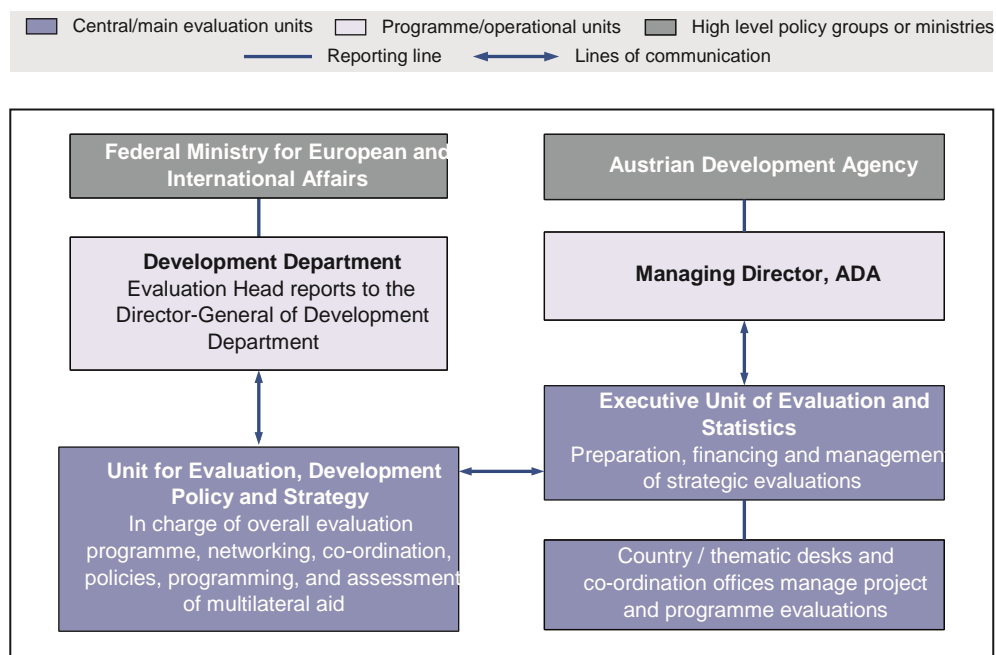 Central/main evaluation units Programme/operational units High level policy groups or ministries
Reporting line Lines of communication
Federal Ministry for European and
International Affairs
Development Department
Evaluation Head reports to the
Director-General of Development
Department
Unit for Evaluation, Development
Policy and Strategy
In charge of overall evaluation
programme, networking, co-ordination,
policies, programming, and assessment
of multilateral aid
Austrian Development Agency
Managing Director, ADA
Executive Unit of Evaluation and
Statistics
Preparation, financing and management
of strategic evaluations
Country / thematic desks and
co-ordination offices manage project
and programme evaluations